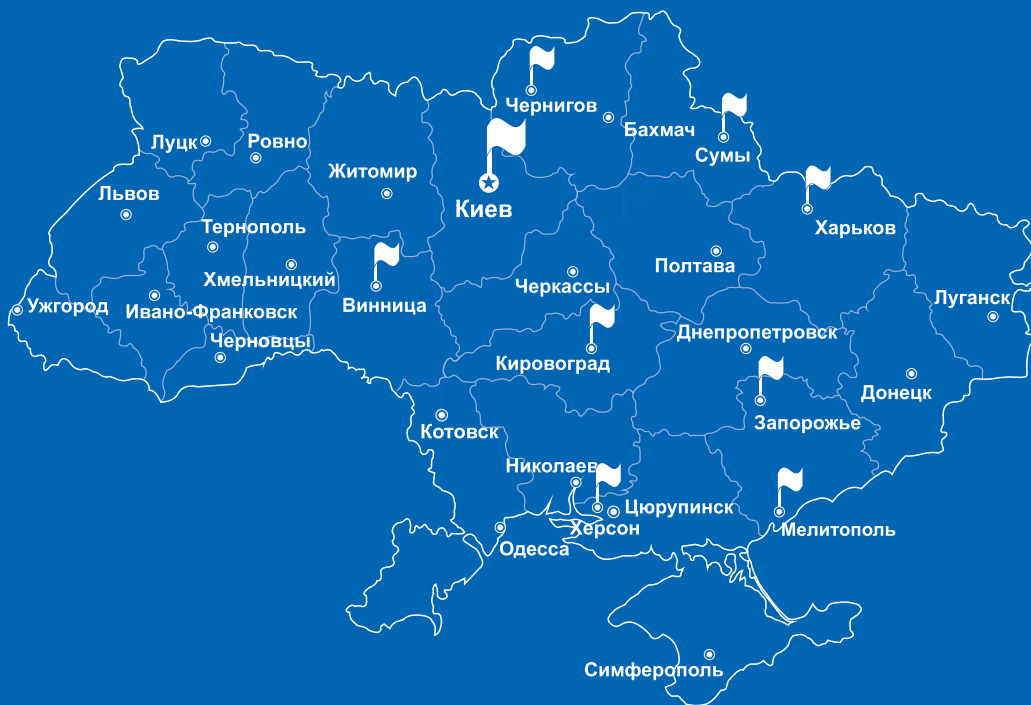 Чернигов
Бахмач
Луцк
Ровно
Сумы
Житомир
Львов
Киев
Тернополь
Харьков
Полтава
Хмельницкий
Черкассы
Ужгород
Ивано-Франковск
Винница
Луганск
Днепропетровск
Черновцы
Кировоград
Донецк
Запорожье
Котовск
Николаев
Цюрупинск
Херсон
Мелитополь
Одесса
Симферополь